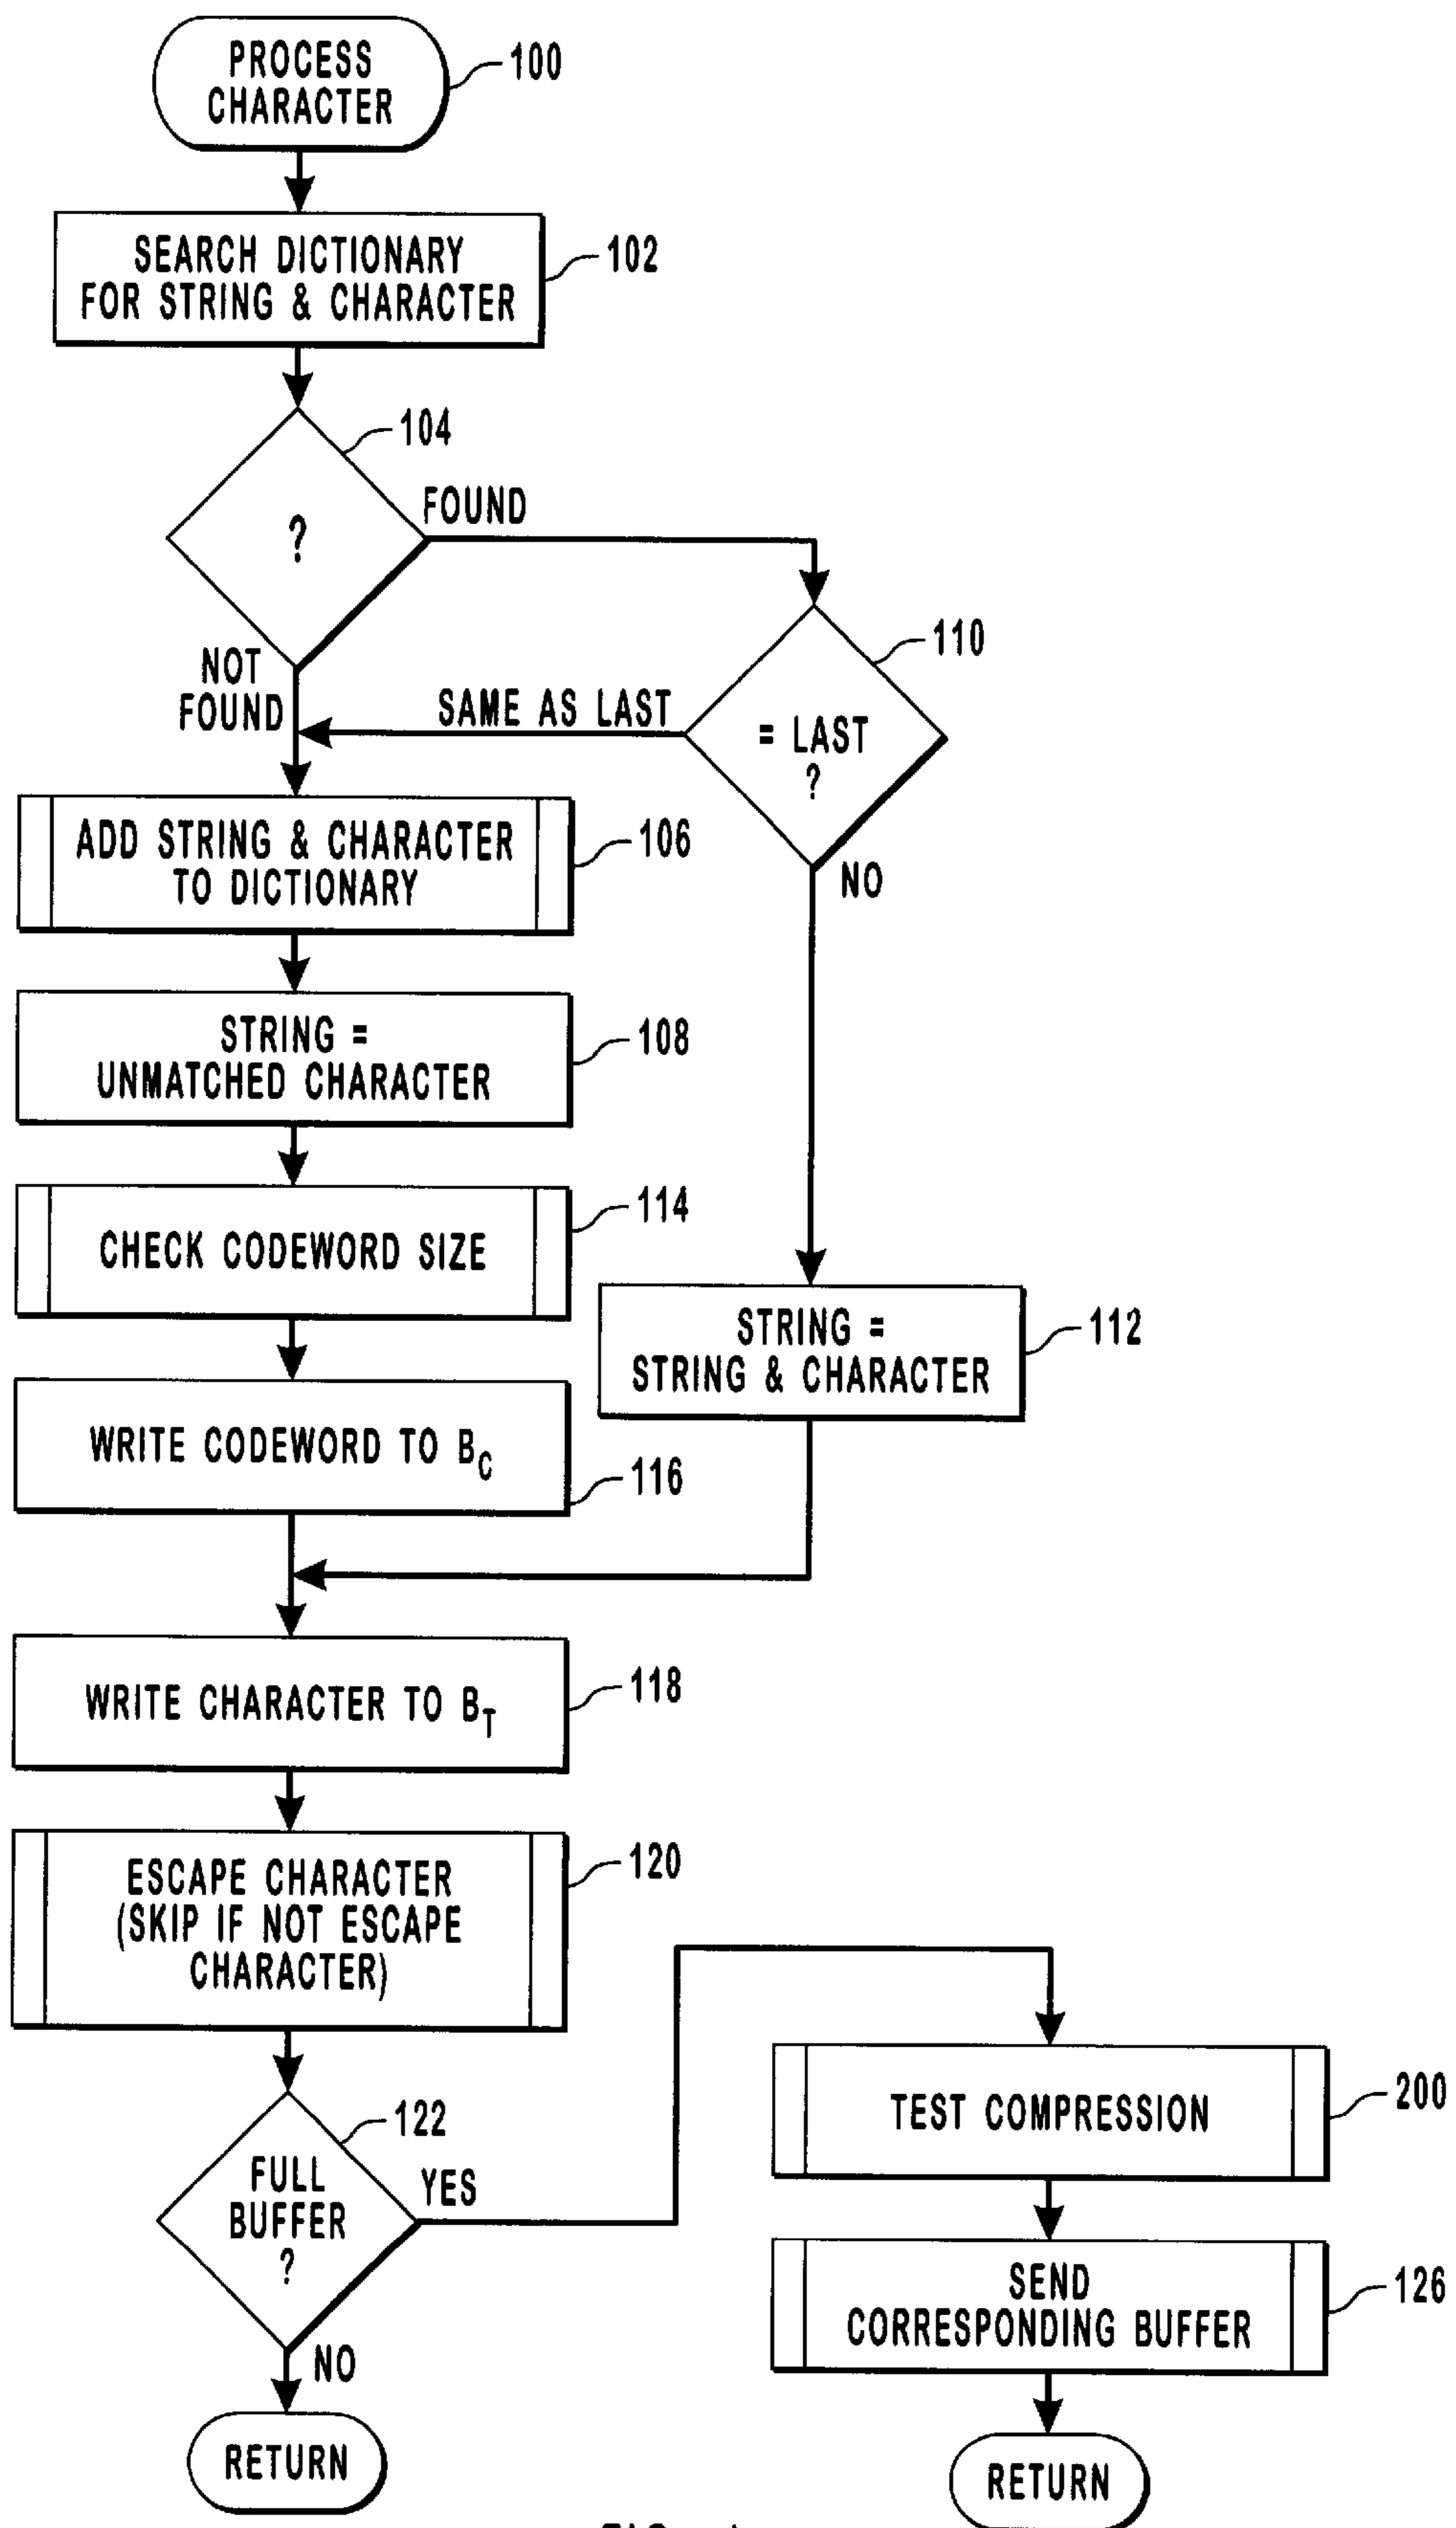 PROCESS
CHARACTER
100
SEARCH DICTIONARY
FOR STRING & CHARACTER
102
104
?
FOUND
NOT
FOUND
SAME AS LAST
110
= LAST
?
NO
ADD STRING & CHARACTER
TO DICTIONARY
106
STRING =
UNMATCHED CHARACTER
108
CHECK CODEWORD SIZE
114
STRING =
STRING & CHARACTER
112
WRITE CODEWORD TO BC
116
WRITE CHARACTER TO BT
118
ESCAPE CHARACTER
(SKIP IF NOT ESCAPE
CHARACTER)
120
122
FULL
BUFFER
?
YES
NO
RETURN
TEST COMPRESSION
200
SEND
CORRESPONDING BUFFER
126
RETURN